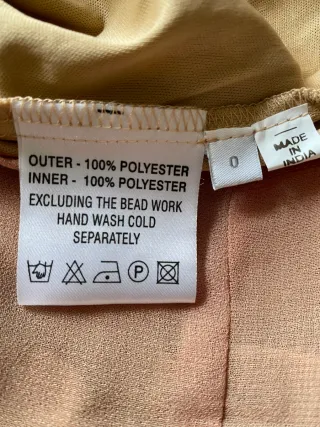 OUTER - 100% POLYESTER
INNER - 100% POLYESTER
EXCLUDING THE BEAD WORK
HAND WASH COLD
SEPARATELY
P
0
MADE
IN
INDIA